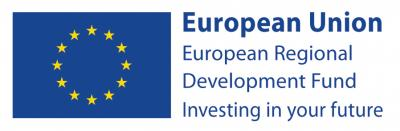 European Union
European Regional
Development Fund
Investing in your future